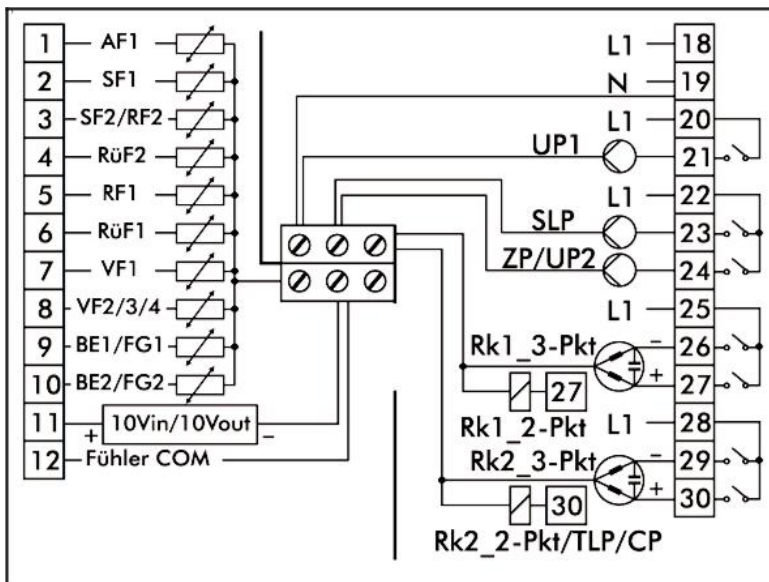 1 AF1
2 SF1
3 SF2/RF2
4 RüF2
5 RF1
6 RüF1
7 VF1
8 VF2/3/4
9 BE1/FG1
10 BE2/FG2
11 + 10Vin/10Vout −
12 Fühler COM
L1 18
N 19
L1 20
UP1 21
L1 22
SLP 23
ZP/UP2 24
L1 25
Rk1_3-Pkt − 26
27 + 27
Rk1_2-Pkt L1 28
Rk2_3-Pkt − 29
30 + 30
Rk2_2-Pkt/TLP/CP